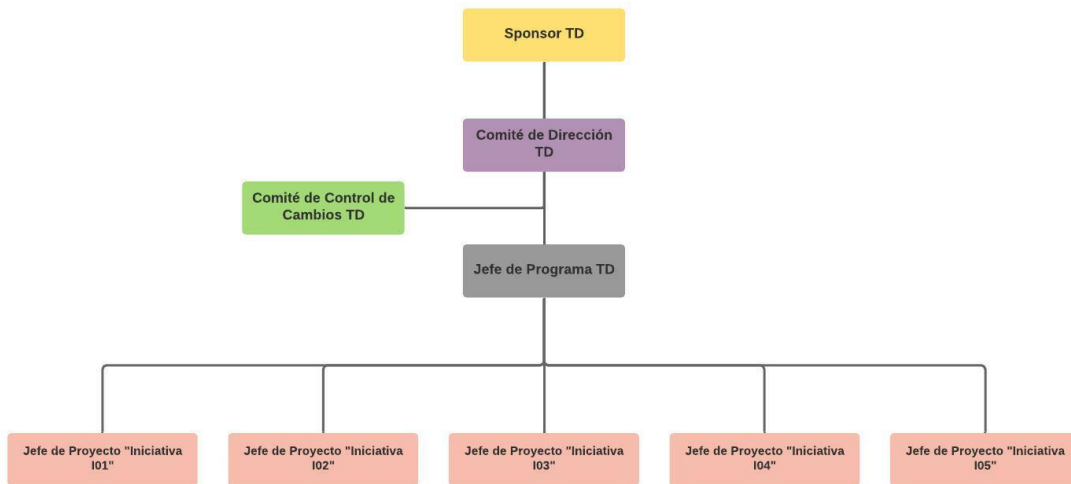 Sponsor TD
Comité de Dirección
TD
Comité de Control de
Cambios TD
Jefe de Programa TD
Jefe de Proyecto "Iniciativa
I01"
Jefe de Proyecto "Iniciativa
I02"
Jefe de Proyecto "Iniciativa
I03"
Jefe de Proyecto "Iniciativa
I04"
Jefe de Proyecto "Iniciativa
I05"